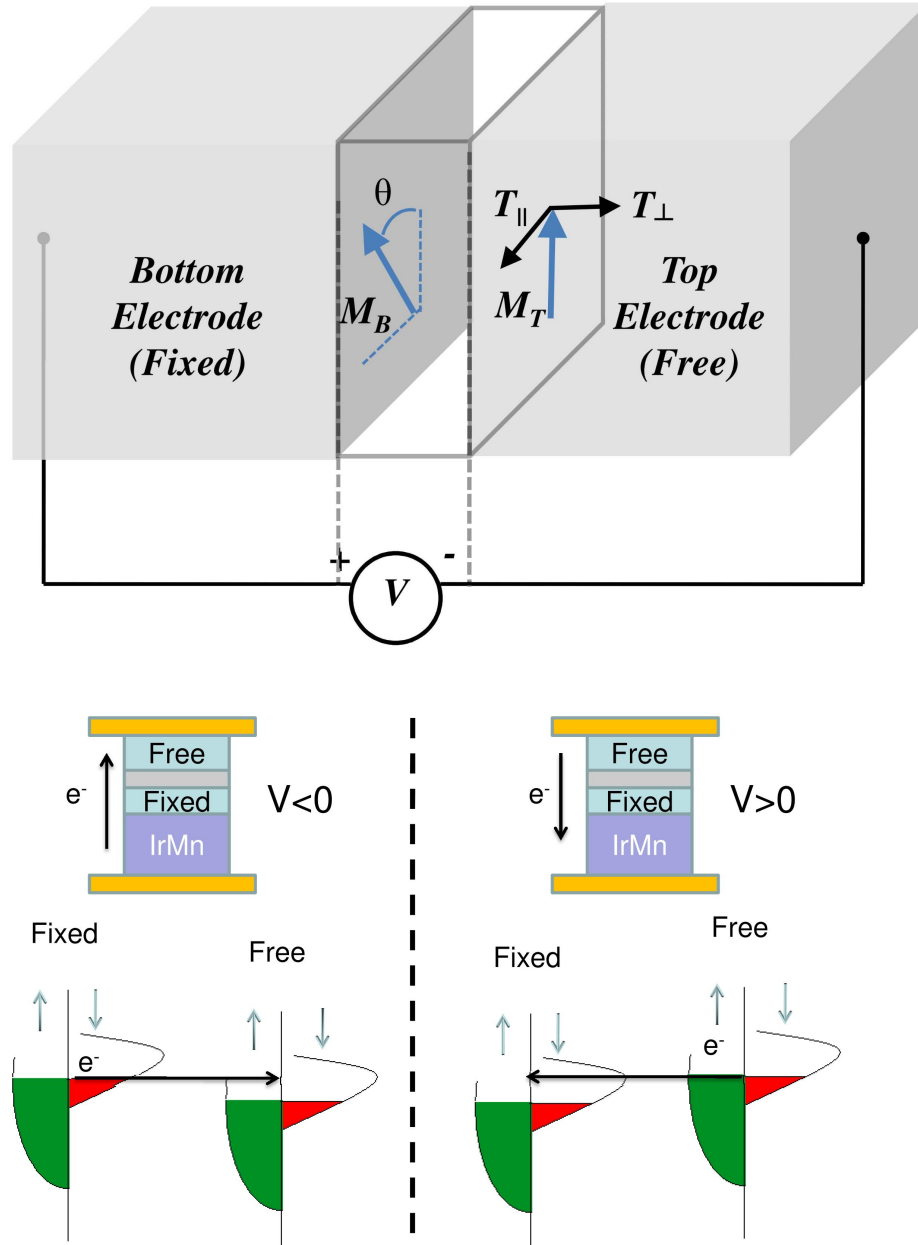 θ
T||
T⊥
Bottom
Electrode
(Fixed)
M_B
M_T
Top
Electrode
(Free)
+
-
V
Free
Fixed
IrMn
e-
V<0
Free
Fixed
IrMn
e-
V>0
Fixed
Free
e-
Fixed
Free
e-